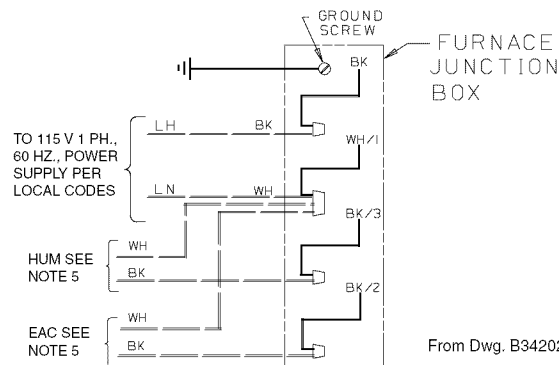 GROUND
SCREW
FURNACE
JUNCTION
BOX
BK
LH
BK
TO 115 V 1 PH.,
60 HZ., POWER
SUPPLY PER
LOCAL CODES
WH/1
LN
WH
BK/3
WH
HUM SEE
NOTE 5
BK
BK/2
WH
EAC SEE
NOTE 5
BK
From Dwg. B34202